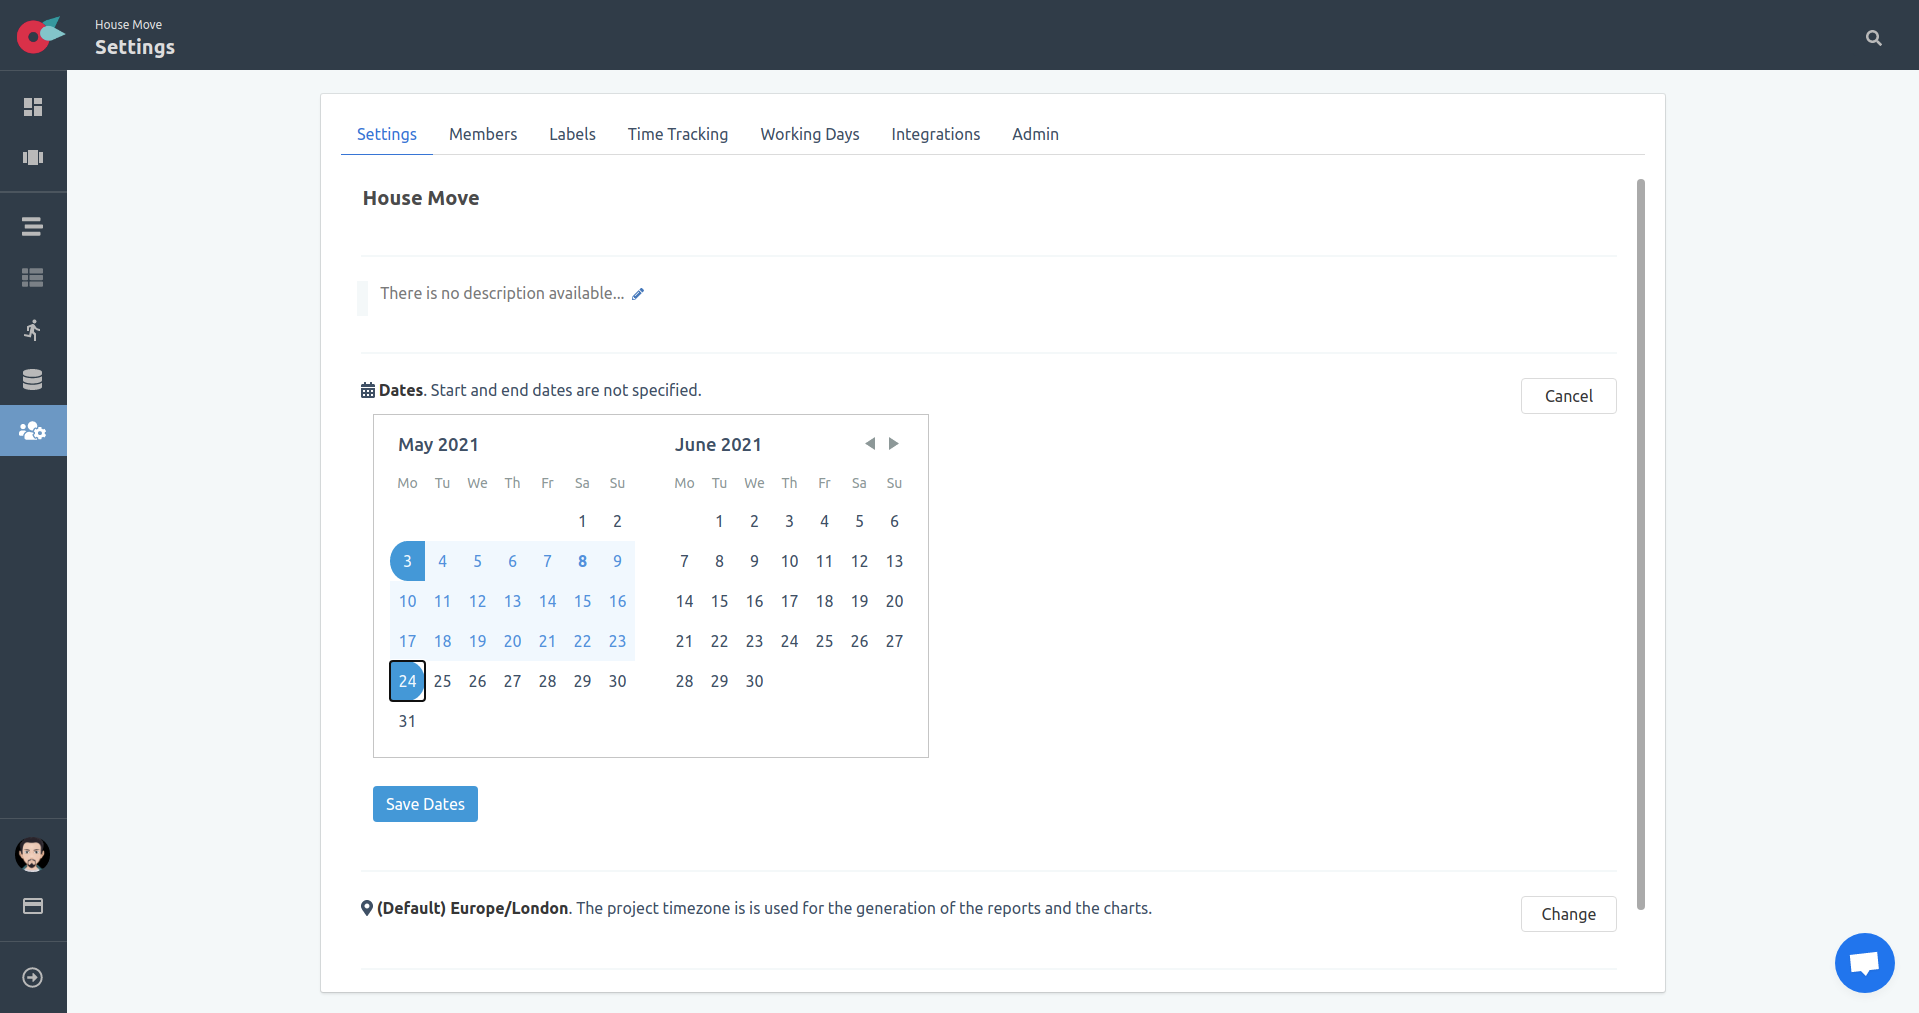 House Move
Settings
Settings Members Labels Time Tracking Working Days Integrations Admin
House Move
There is no description available...
Dates. Start and end dates are not specified.
Cancel
May 2021
Mo Tu We Th Fr Sa Su
1 2
3 4 5 6 7 8 9
10 11 12 13 14 15 16
17 18 19 20 21 22 23
24 25 26 27 28 29 30
31
June 2021
Mo Tu We Th Fr Sa Su
1 2 3 4 5 6
7 8 9 10 11 12 13
14 15 16 17 18 19 20
21 22 23 24 25 26 27
28 29 30
Save Dates
(Default) Europe/London. The project timezone is is used for the generation of the reports and the charts.
Change